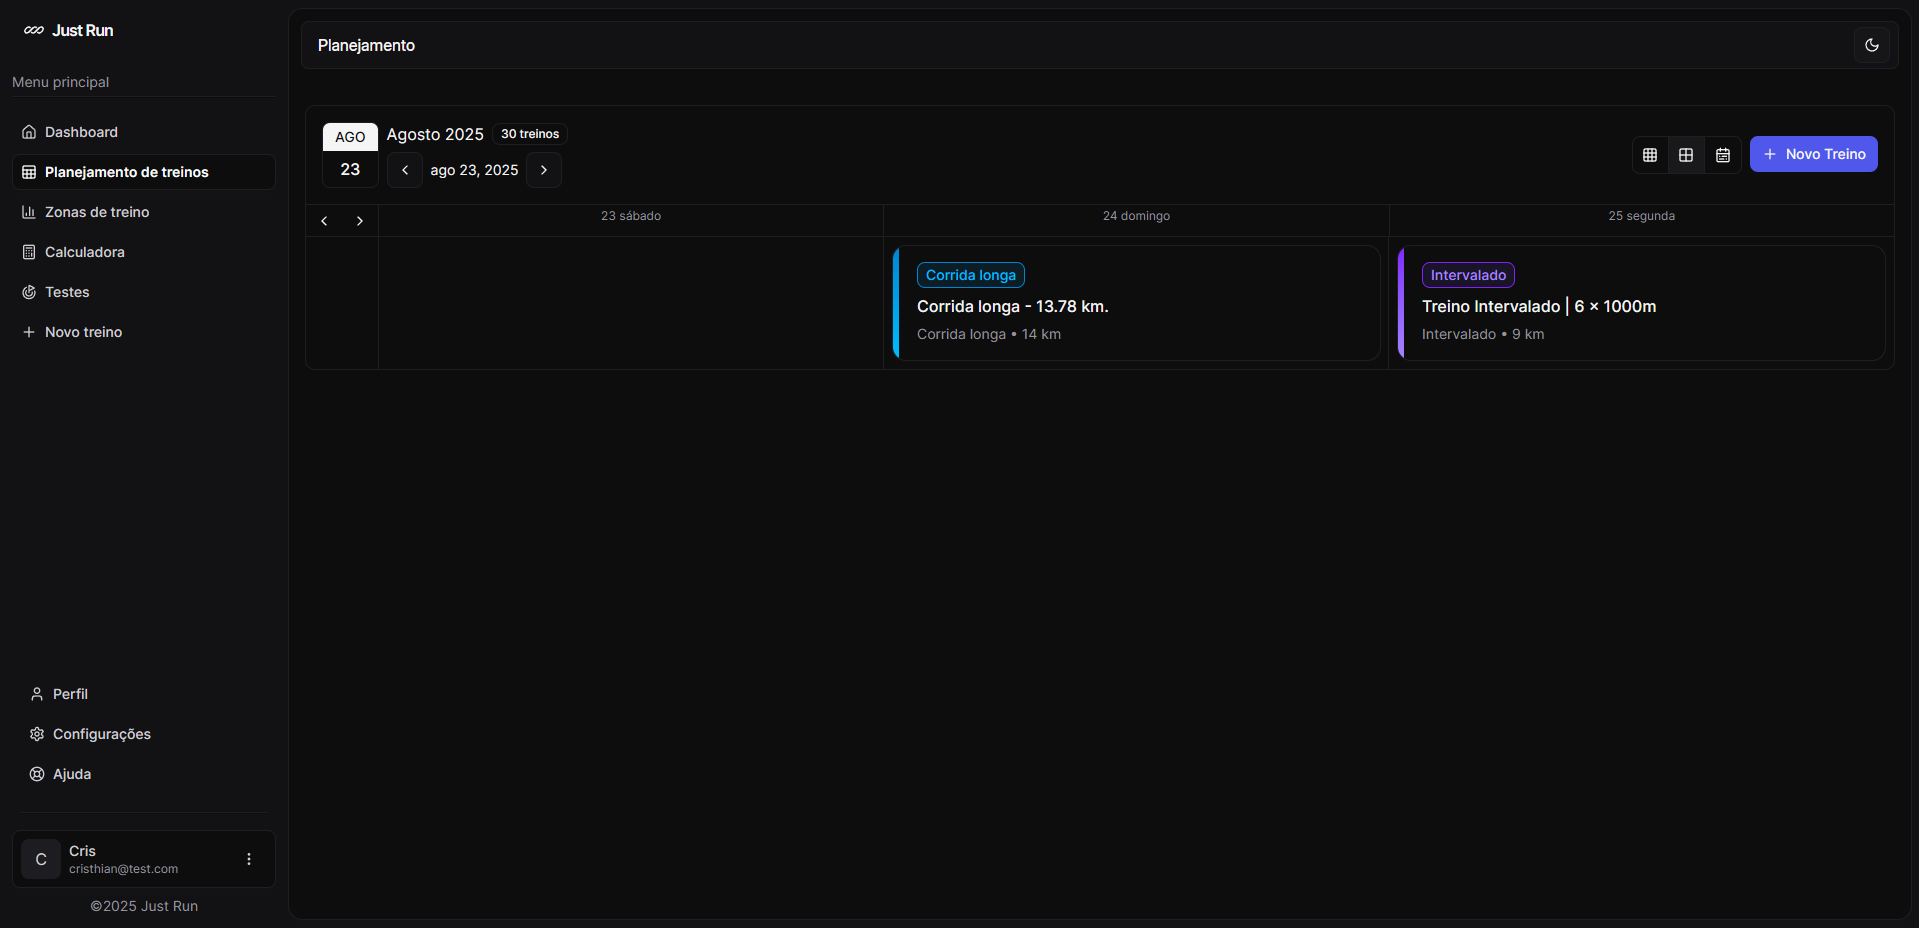 Just Run
Menu principal
Dashboard
Planejamento de treinos
Zonas de treino
Calculadora
Testes
Novo treino
Perfil
Configurações
Ajuda
C
Cris
cristhian@test.com
©2025 Just Run
Planejamento
AGO
23
Agosto 2025
30 treinos
ago 23, 2025
Novo Treino
23 sábado
24 domingo
25 segunda
Corrida longa
Corrida longa - 13.78 km.
Corrida longa • 14 km
Intervalado
Treino Intervalado | 6 × 1000m
Intervalado • 9 km